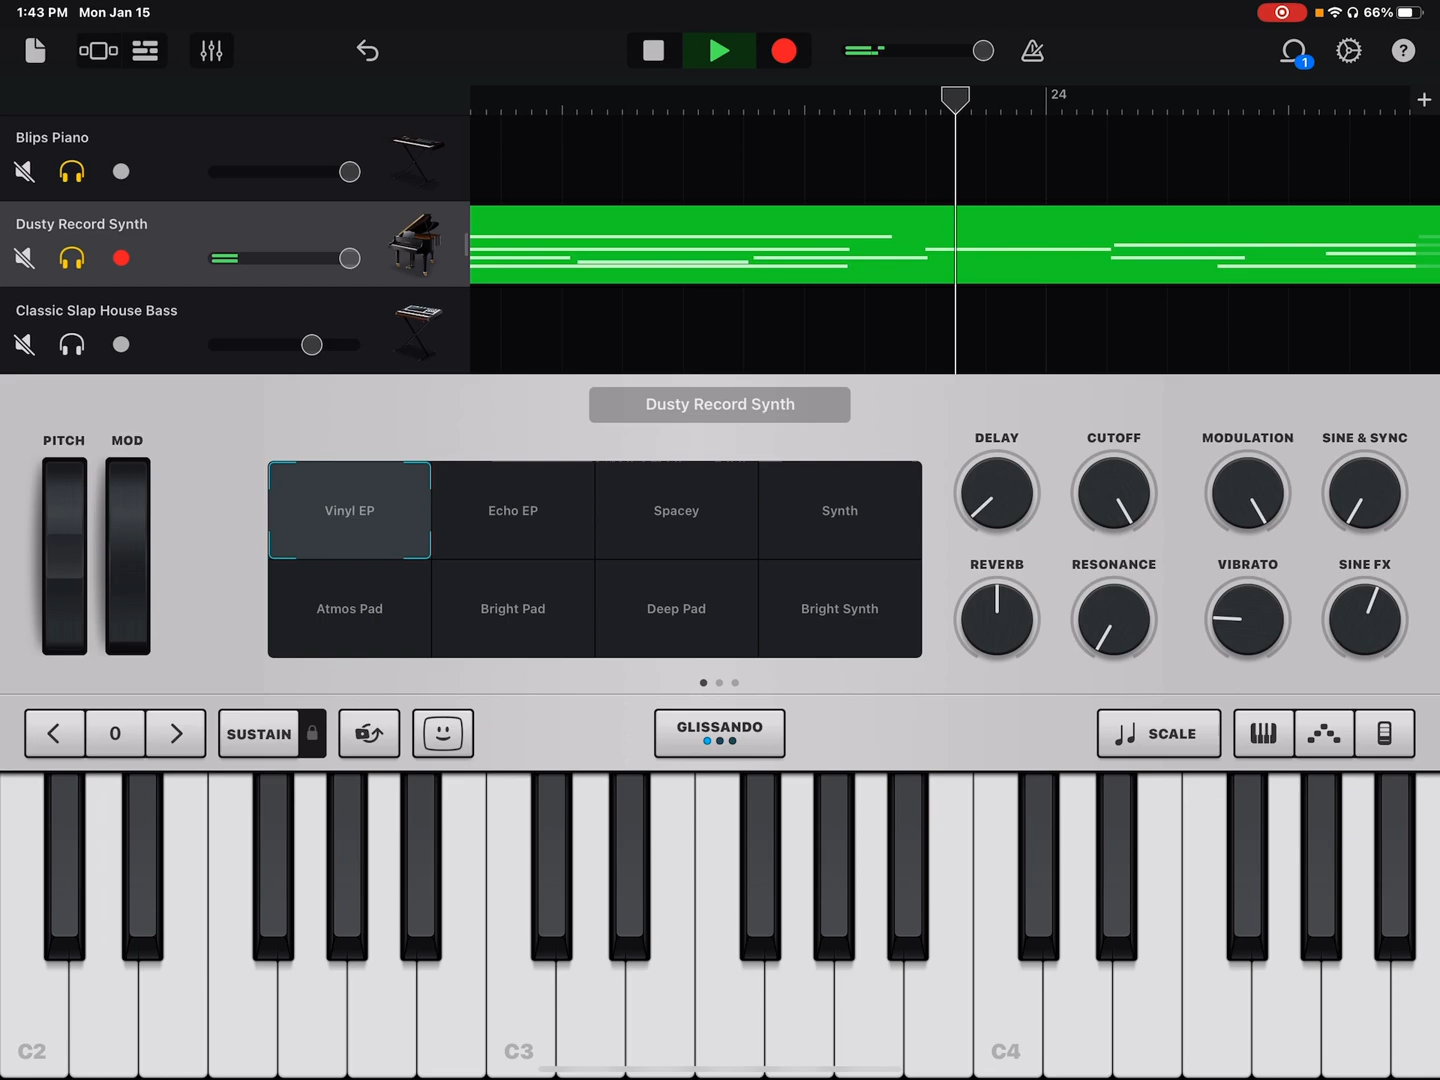 1:43 PM Mon Jan 15
66%
1
?
24
+
Blips Piano
Dusty Record Synth
Classic Slap House Bass
Dusty Record Synth
PITCH MOD
DELAY CUTOFF MODULATION SINE & SYNC
Vinyl EP Echo EP Spacey Synth
REVERB RESONANCE VIBRATO SINE FX
Atmos Pad Bright Pad Deep Pad Bright Synth
< 0 > SUSTAIN GLISSANDO SCALE
C2 C3 C4